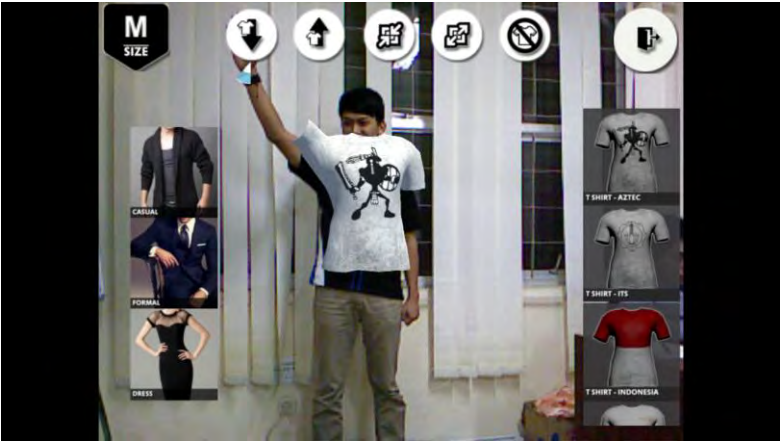 M
SIZE
CASUAL
FORMAL
DRESS
T SHIRT - AZTEC
T SHIRT - ITS
T SHIRT - INDONESIA